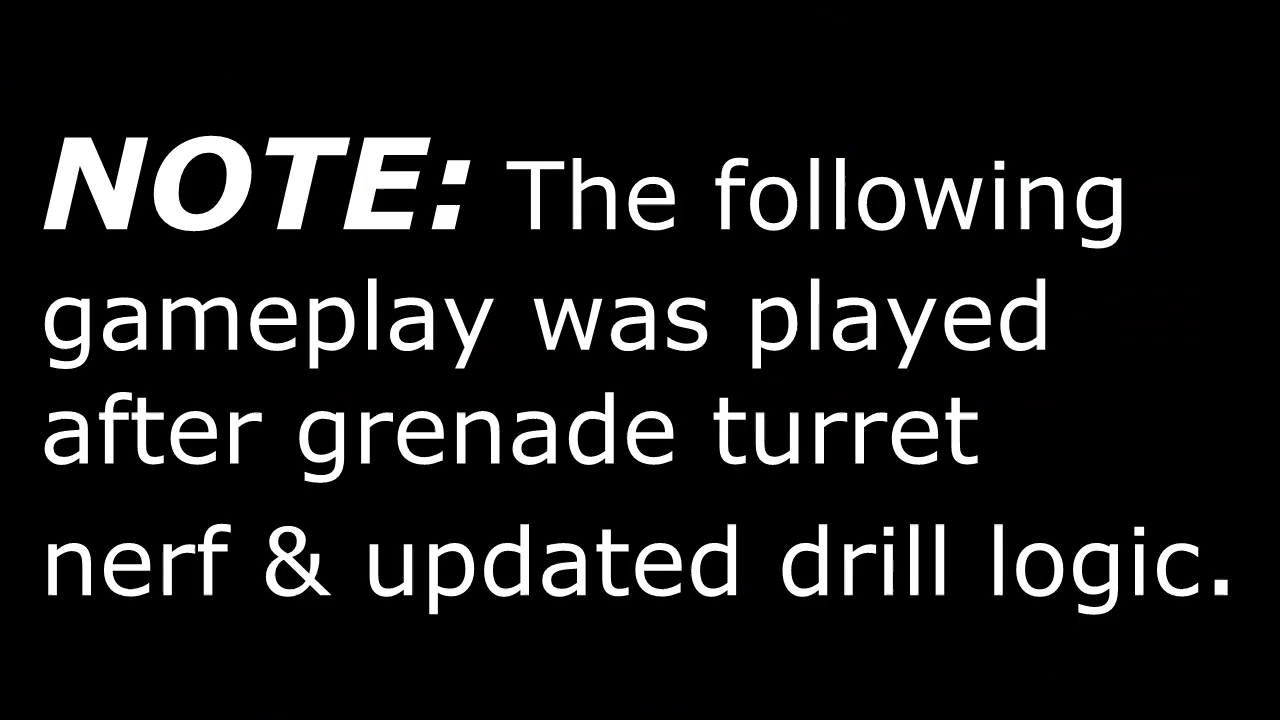 NOTE: The following
gameplay was played
after grenade turret
nerf & updated drill logic.